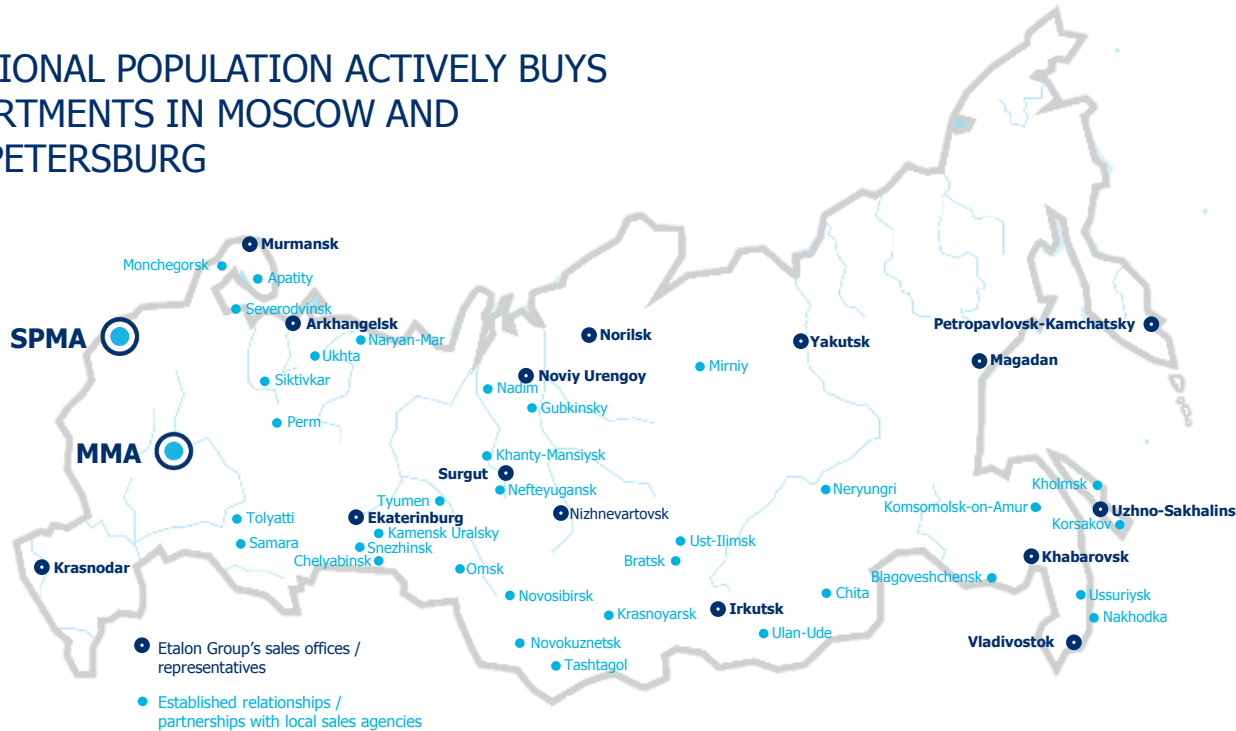 IONAL POPULATION ACTIVELY BUYS
RTMENTS IN MOSCOW AND
PETERSBURG
Murmansk
Monchegorsk
Apatity
Severodvinsk
Arkhangelsk
SPMA
Naryan-Mar
Ukhta
Siktivkar
Perm
MMA
Norilsk
Noviy Urengoy
Nadim
Gubkinsky
Mirniy
Yakutsk
Petropavlovsk-Kamchatsky
Magadan
Khanty-Mansiysk
Surgut
Nefteyugansk
Tyumen
Nizhnevartovsk
Ekaterinburg
Kamensk Uralsky
Snezhinsk
Chelyabinsk
Omsk
Tolyatti
Samara
Krasnodar
Neryungri
Kholmsk
Komsomolsk-on-Amur
Uzhno-Sakhalins
Korsakov
Ust-Ilimsk
Bratsk
Khabarovsk
Blagoveshchensk
Novosibirsk
Krasnoyarsk
Irkutsk
Chita
Ussuriysk
Nakhodka
Ulan-Ude
Vladivostok
Novokuznetsk
Tashtagol
Etalon Group's sales offices /
representatives
Established relationships /
partnerships with local sales agencies